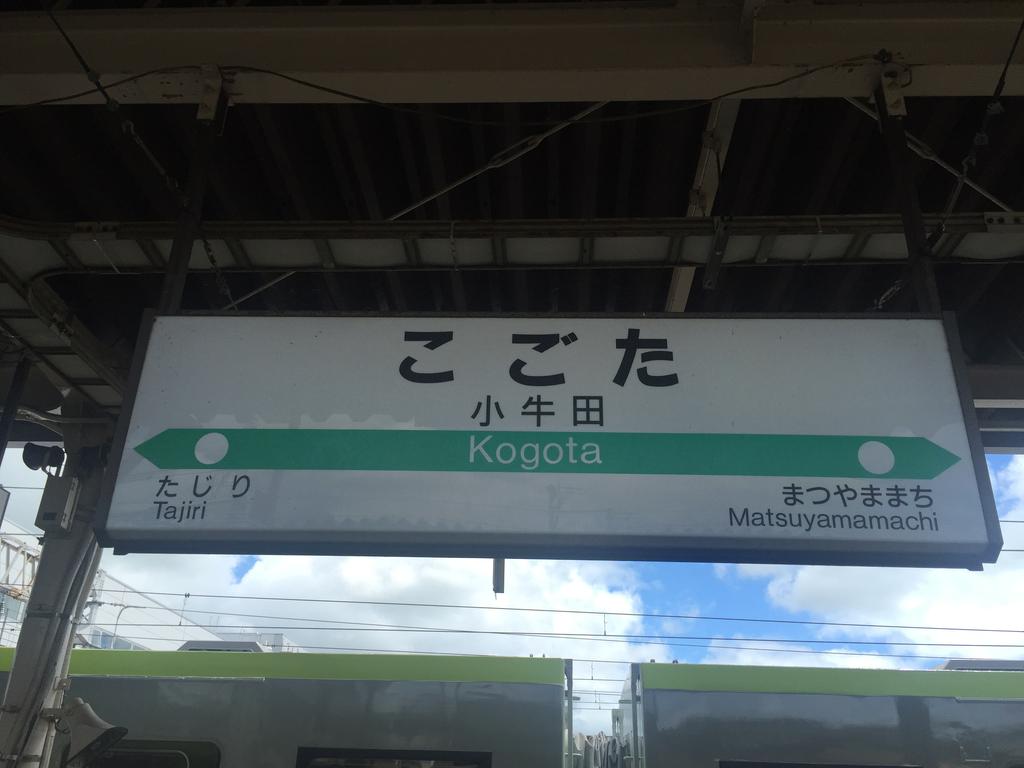 こごた
小牛田
Kogota
たじり
Tajiri
まつやままち
Matsuyamamachi